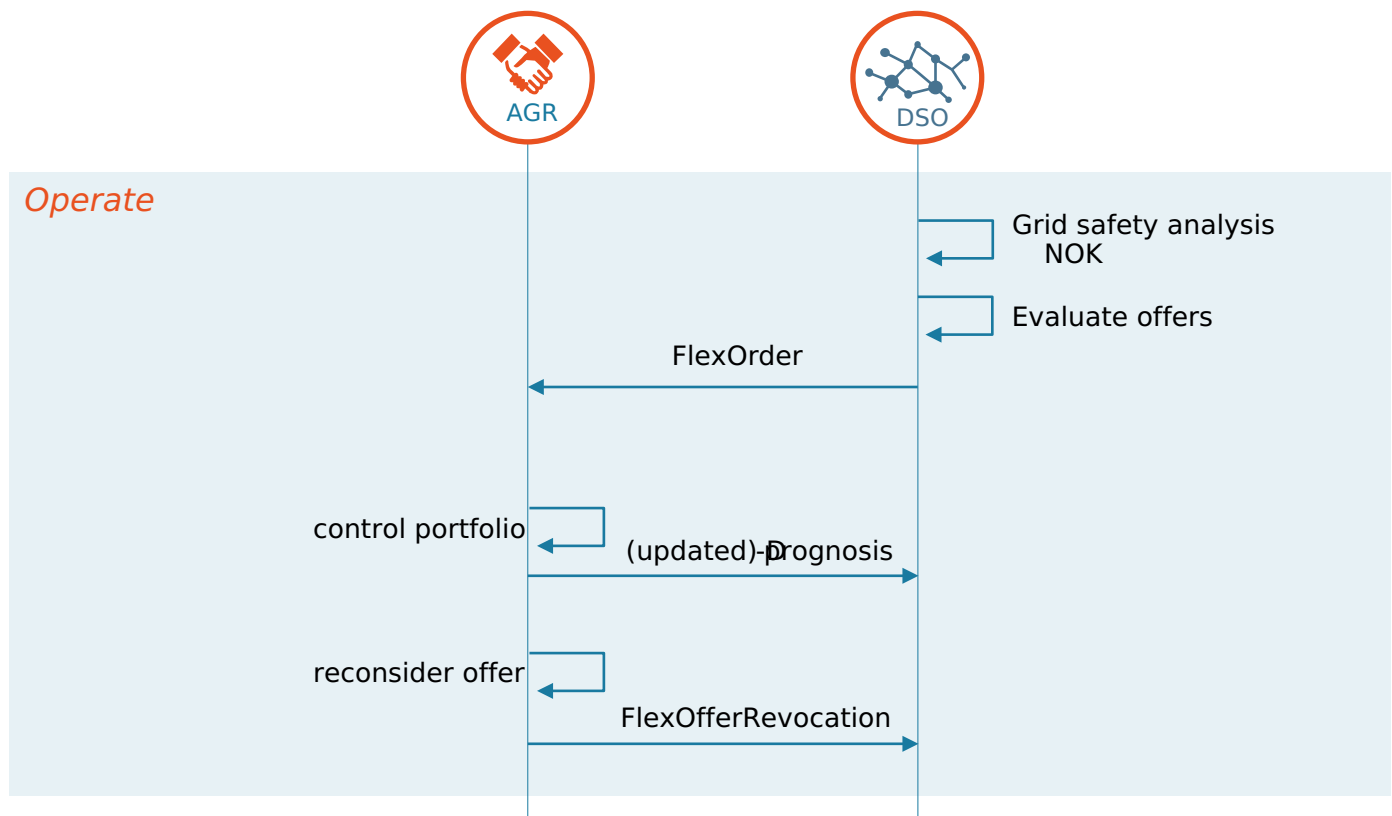 AGR
DSO
Operate
Grid safety analysis
NOK
Evaluate offers
FlexOrder
control portfolio
(updated) D-prognosis
reconsider offer
FlexOfferRevocation